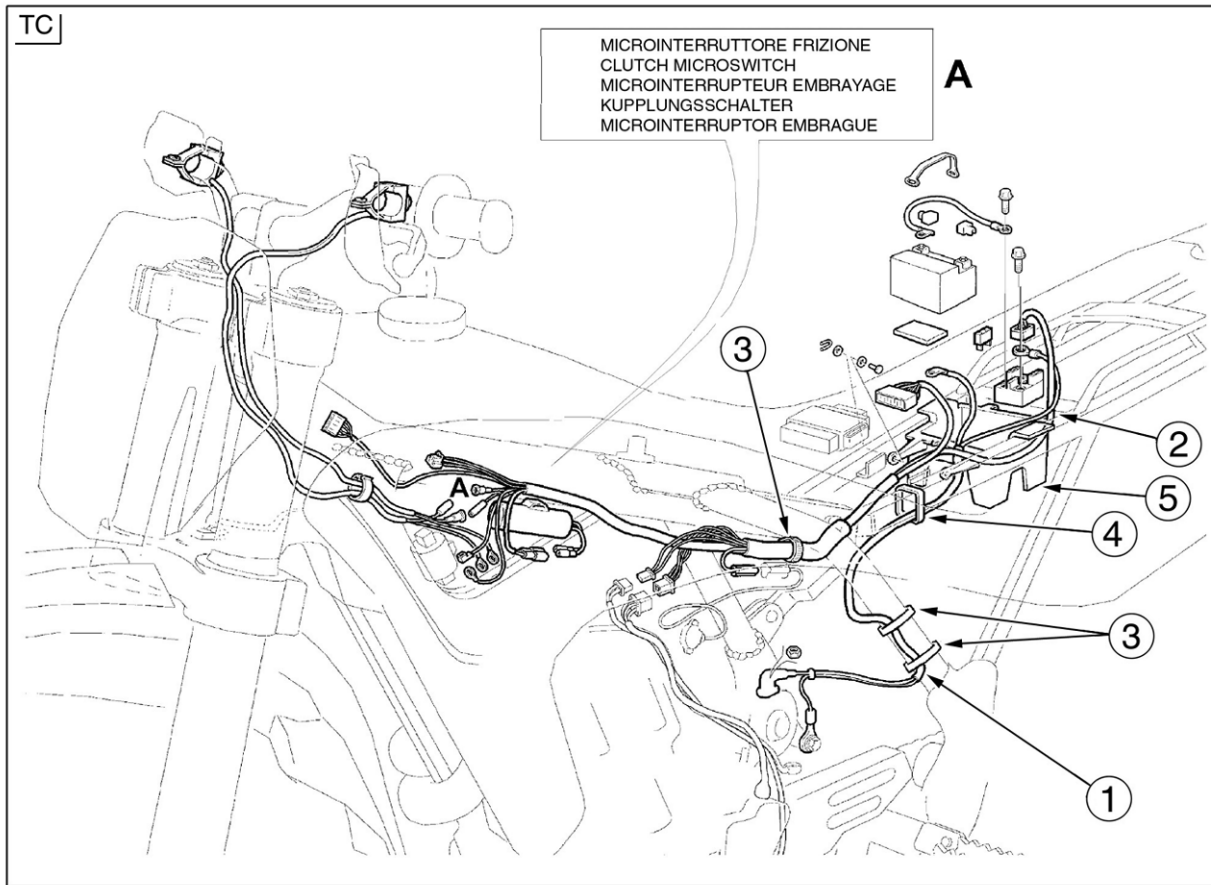 TC
MICROINTERRUTTORE FRIZIONE
CLUTCH MICROSWITCH
MICROINTERRUPTEUR EMBRAYAGE
KUPPLUNGSSCHALTER
MICROINTERRUPTOR EMBRAGUE
A
3
2
5
A
4
3
1